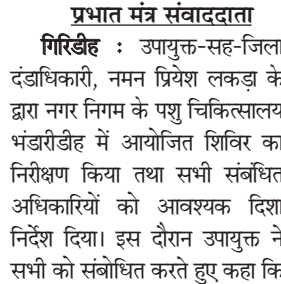 प्रभात मंत्र संवाददाता
गिरिडीह : उपायुक्त-सह-जिला
दंडाधिकारी, नमन प्रियेश लकड़ा के
द्वारा नगर निगम के पशु चिकित्सालय
भंडारीडीह में आयोजित शिविर का
निरीक्षण किया तथा सभी संबंधित
अधिकारियों को आवश्यक दिशा
निर्देश दिया। इस दौरान उपायुक्त ने
सभी को संबोधित करते हुए कहा कि